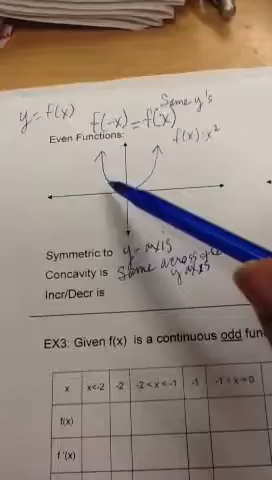 Same y's
y = f(x) f(-x) = f(x)
Even Functions: f(x) = x²
Symmetric to y-axis
Concavity is same across the
y axis
Incr/Decr is
EX3: Given f(x) is a continuous odd
x x<-2 -2 -2 < x < -1 -1 -1 < x < 0
f(x)
f '(x)